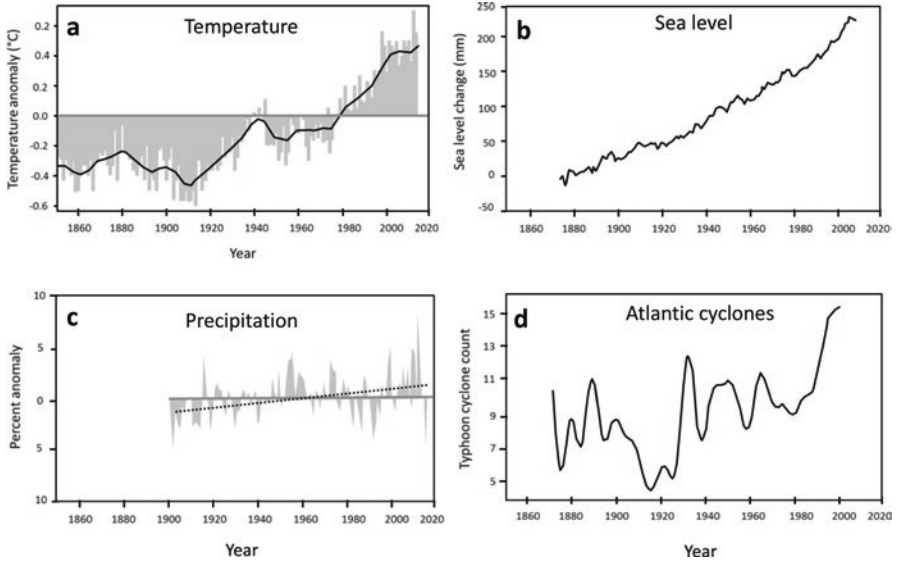 a
Temperature
Temperature anomaly (°C)
0.2
0.4
0.2
0.0
-0.2
-0.4
-0.6
1860 1880 1900 1920 1940 1960 1980 2000 2020
Year
b
Sea level
Sea level change (mm)
250
200
150
100
50
0
-50
1860 1880 1900 1920 1940 1960 1980 2000 2020
c
Precipitation
Percent anomaly
10
5
0
5
10
1860 1880 1900 1920 1940 1960 1980 2000 2020
Year
d
Atlantic cyclones
Typhoon cyclone count
15
13
11
9
7
5
1860 1880 1900 1920 1940 1960 1980 2000 2020
Year